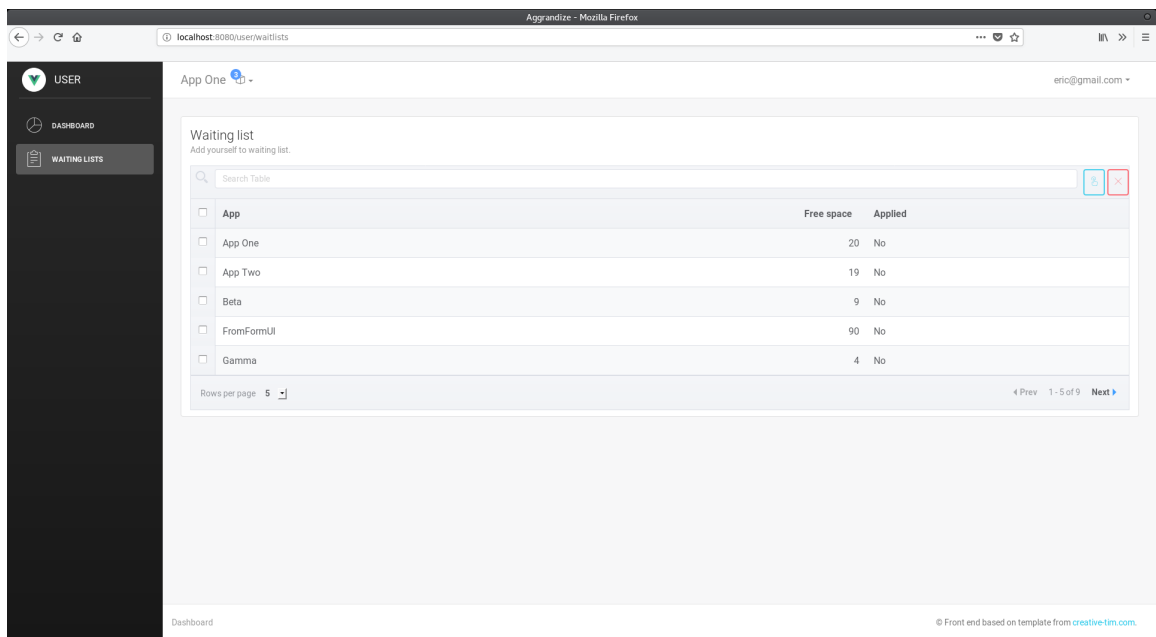 Aggrandize - Mozilla Firefox
localhost:8080/user/waitlists
USER
App One 3
eric@gmail.com
DASHBOARD
WAITING LISTS
Waiting list
Add yourself to waiting list.
Search Table
App Free space Applied
App One 20 No
App Two 19 No
Beta 9 No
FromFormUI 90 No
Gamma 4 No
Rows per page 5 Prev 1 - 5 of 9 Next
Dashboard © Front end based on template from creative-tim.com.